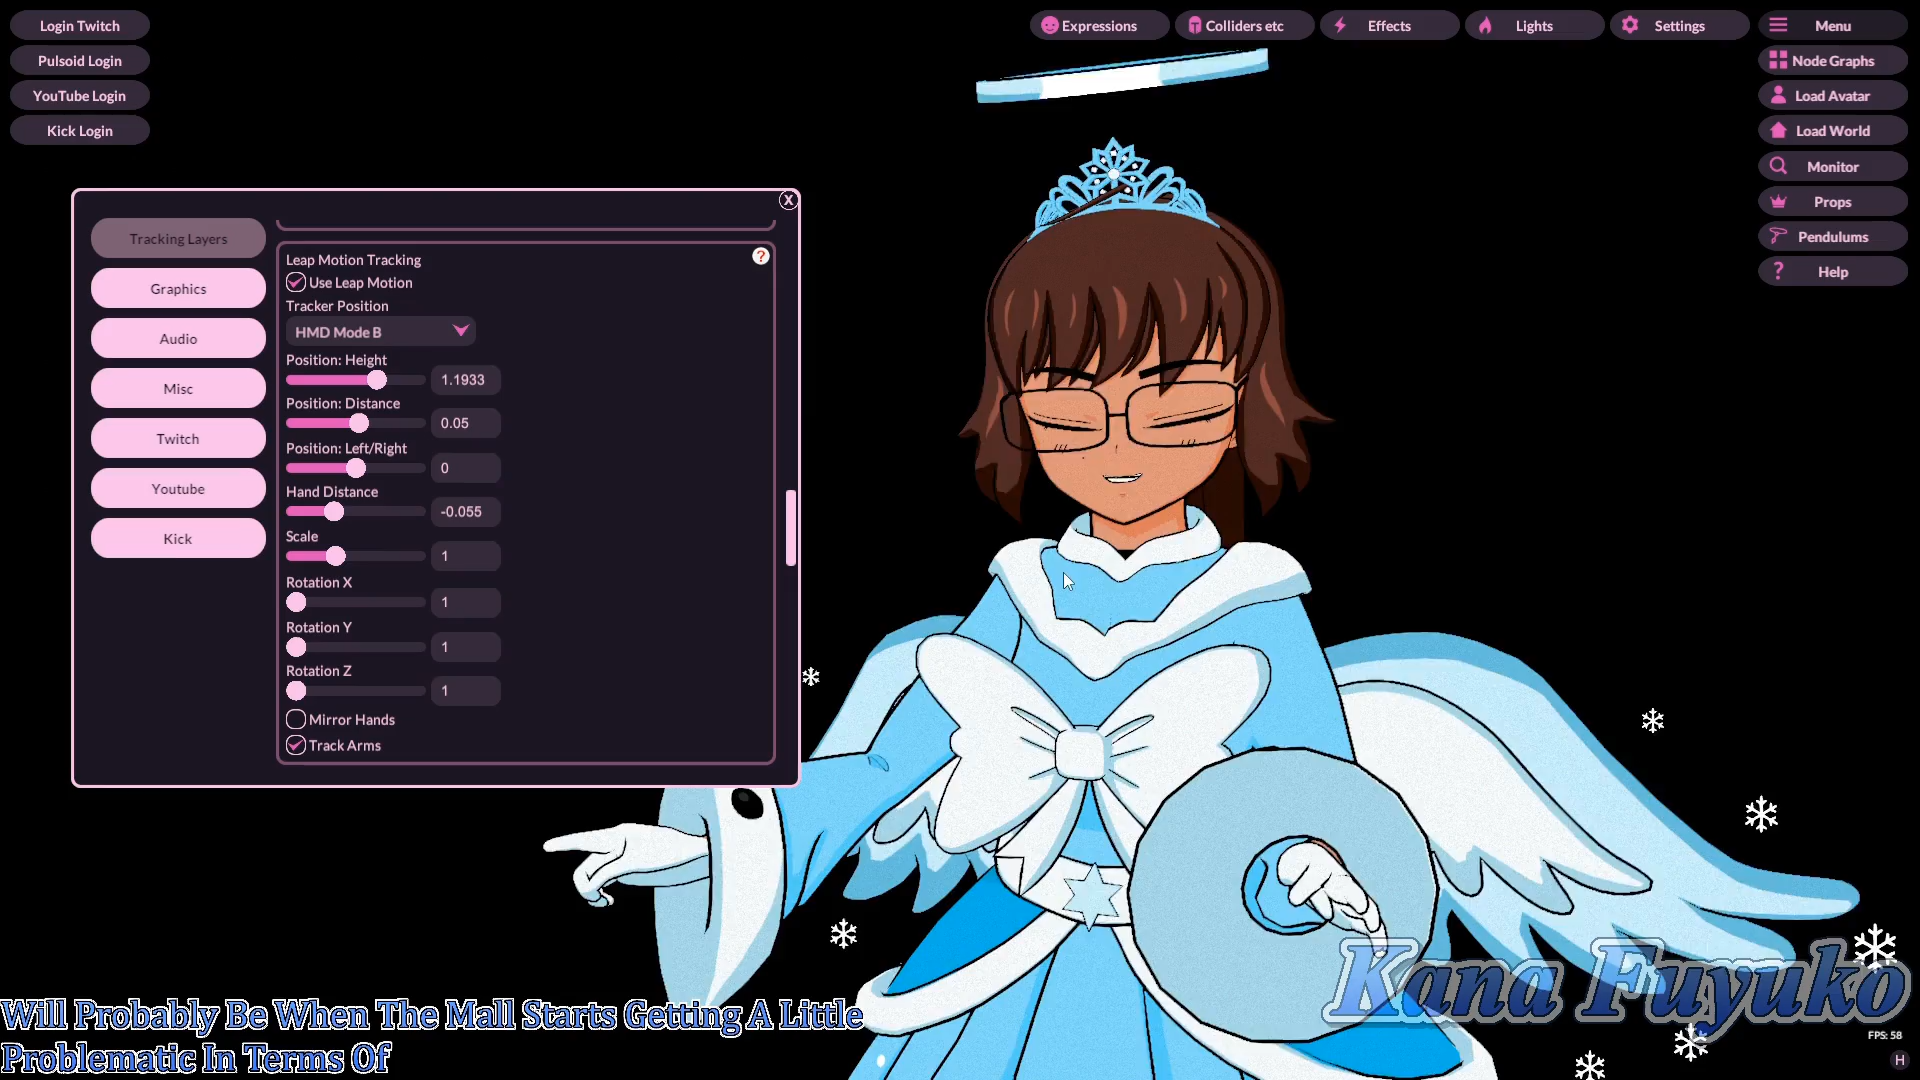 Login Twitch
Pulsoid Login
YouTube Login
Kick Login
Expressions
Colliders etc
Effects
Lights
Settings
Menu
Node Graphs
Load Avatar
Load World
Monitor
Props
Pendulums
? Help
X
Tracking Layers
Graphics
Audio
Misc
Twitch
Youtube
Kick
Leap Motion Tracking
?
Use Leap Motion
Tracker Position
HMD Mode B
Position: Height
1.1933
Position: Distance
0.05
Position: Left/Right
0
Hand Distance
-0.055
Scale
1
Rotation X
1
Rotation Y
1
Rotation Z
1
Mirror Hands
Track Arms
Will Probably Be When The Mall Starts Getting A Little
Problematic In Terms Of
Kana Fuyuko
FPS: 58
H